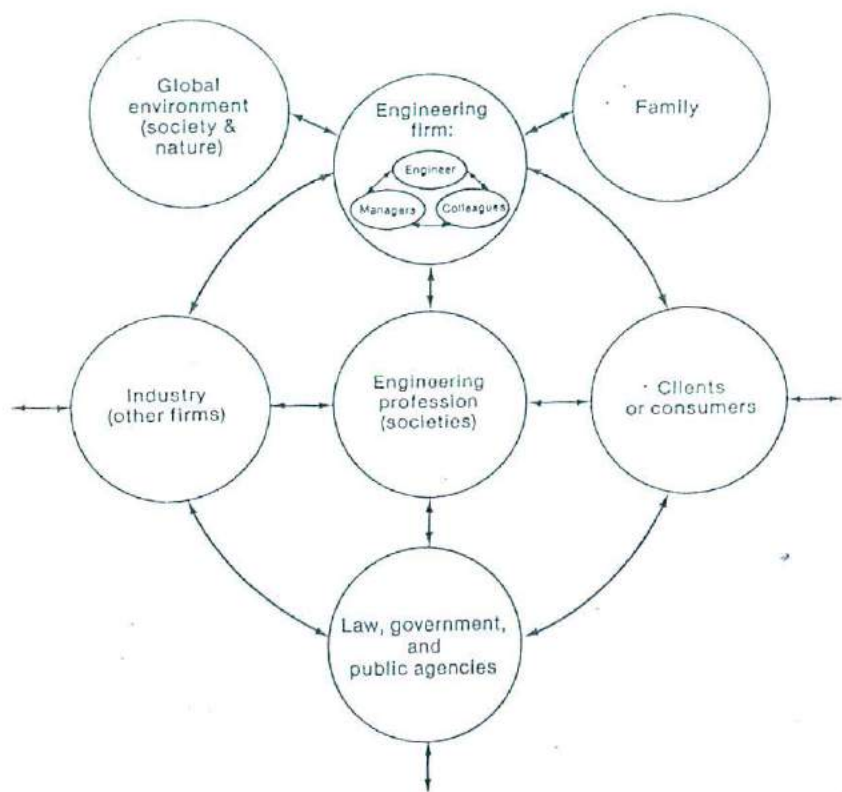 Global
environment
(society &
nature)
Engineering
firm:
Engineer
Managers
Colleagues
Family
Industry
(other firms)
Engineering
profession
(societies)
Clients
or consumers
Law, government,
and
public agencies